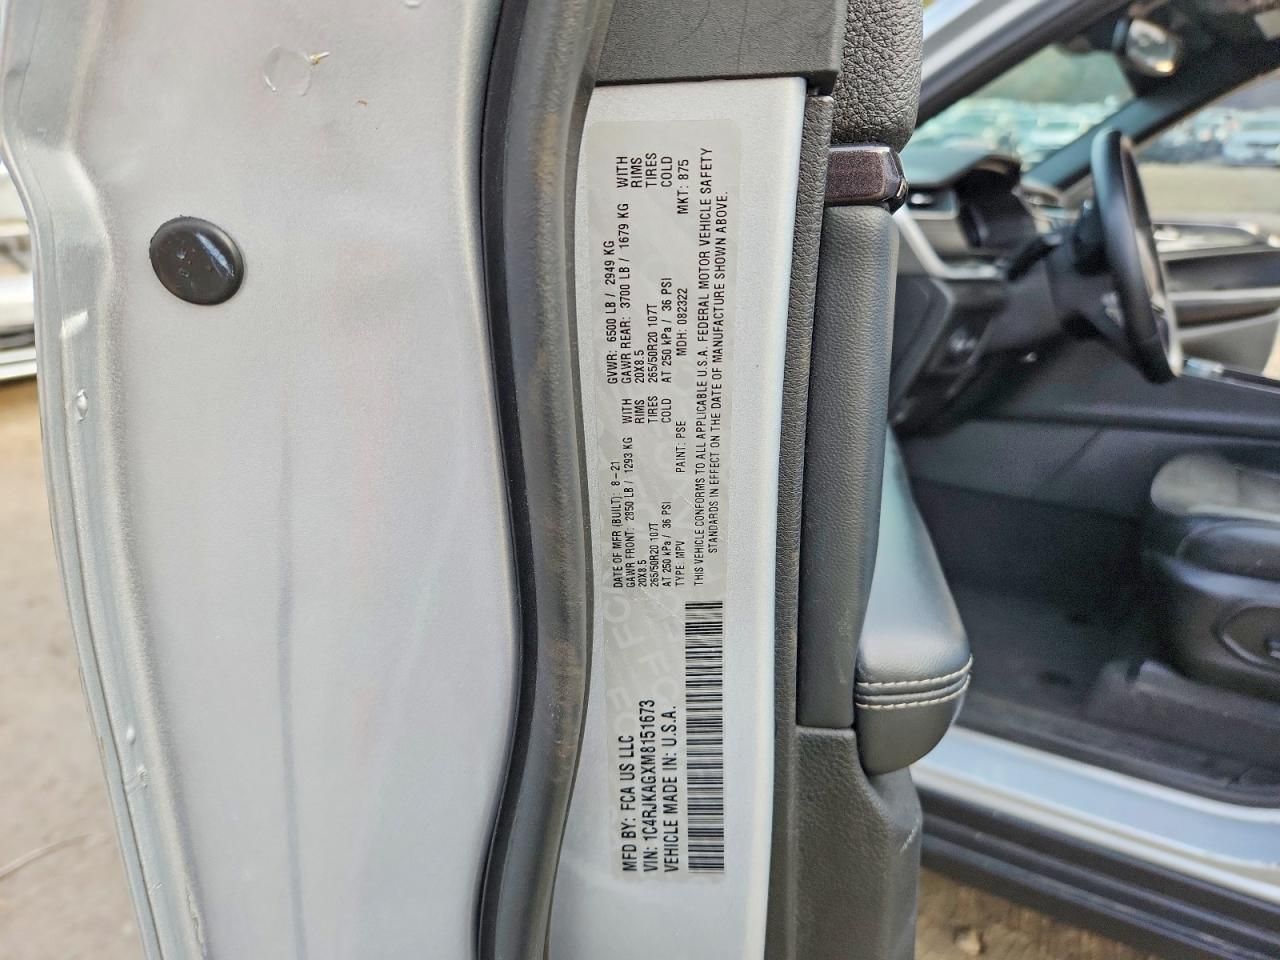 MFD BY: FCA US LLC
VIN: 1C4RJKAGXM8151673
VEHICLE MADE IN: U.S.A.
DATE OF MFR (BUILT): 8-21
GAWR FRONT: 2850 LB / 1293 KG WITH
20X8.5 RIMS
265/50R20 107T TIRES
AT 250 kPa / 36 PSI COLD
TYPE: MPV PAINT: PSE
GVWR: 6500 LB / 2949 KG
GAWR REAR: 3700 LB / 1679 KG WITH
20X8.5 RIMS
265/50R20 107T TIRES
AT 250 kPa / 36 PSI COLD
MDH: 082322 MKT: 875
THIS VEHICLE CONFORMS TO ALL APPLICABLE U.S.A. FEDERAL MOTOR VEHICLE SAFETY
STANDARDS IN EFFECT ON THE DATE OF MANUFACTURE SHOWN ABOVE.